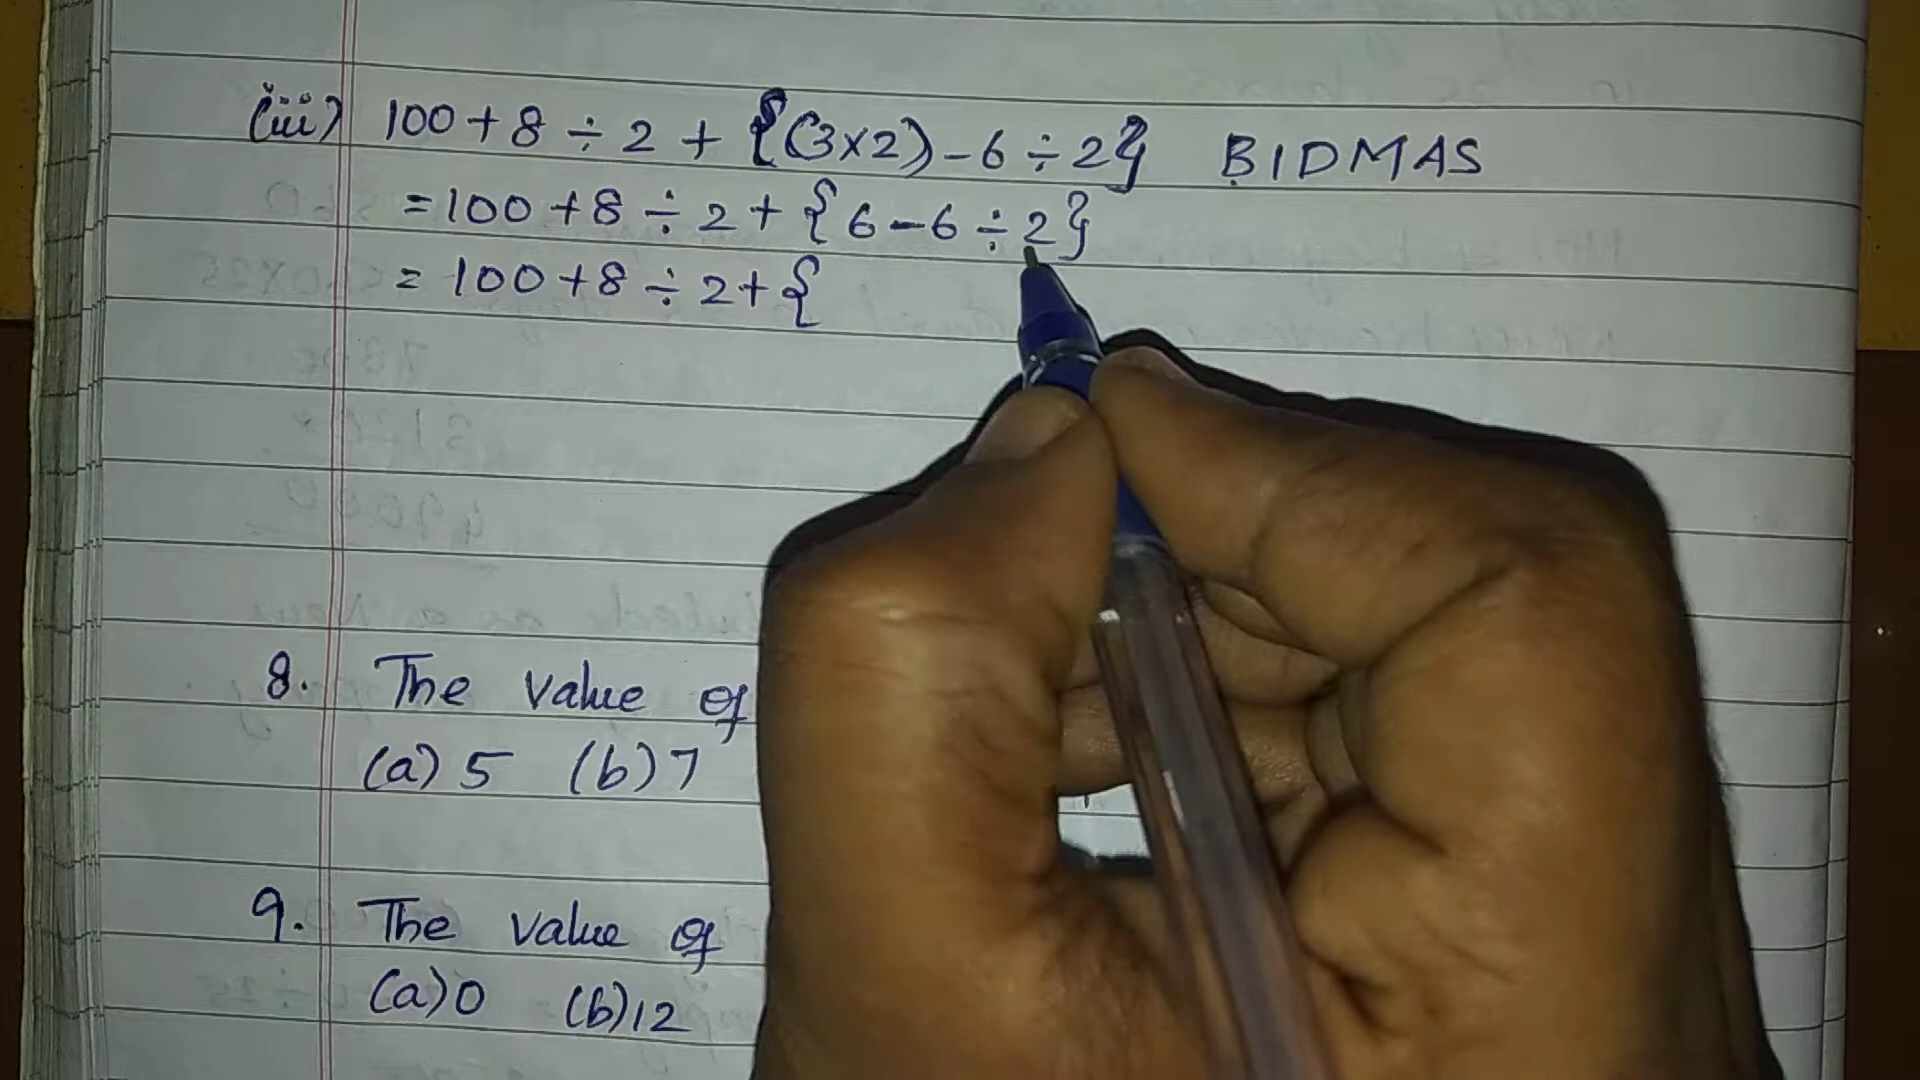 (iii) 100 + 8 ÷ 2 + {(3×2) - 6 ÷ 2} BIDMAS
= 100 + 8 ÷ 2 + {6 - 6 ÷ 2}
= 100 + 8 ÷ 2 + {
8. The value of
(a) 5 (b) 7
9. The value of
(a) 0 (b) 12